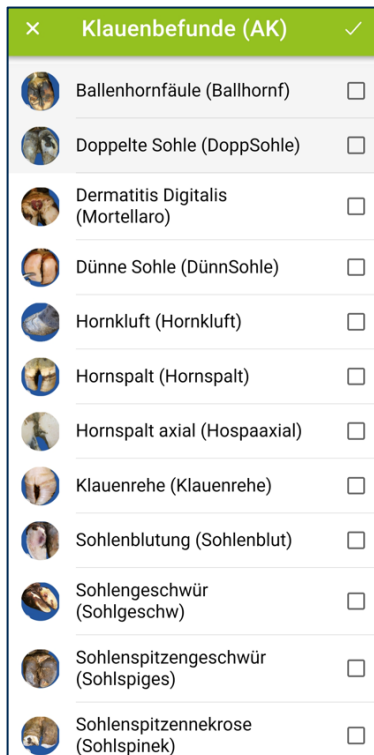 Klauenbefunde (AK)
Ballenhornfäule (Ballhornf)
Doppelte Sohle (DoppSohle)
Dermatitis Digitalis
(Mortellaro)
Dünne Sohle (DünnSohle)
Hornkluft (Hornkluft)
Hornspalt (Hornspalt)
Hornspalt axial (Hospaaxial)
Klauenrehe (Klauenrehe)
Sohlenblutung (Sohlenblut)
Sohlengeschwür
(Sohlgeschw)
Sohlenspitzengeschwür
(Sohlspiges)
Sohlenspitzennekrose
(Sohlspinek)